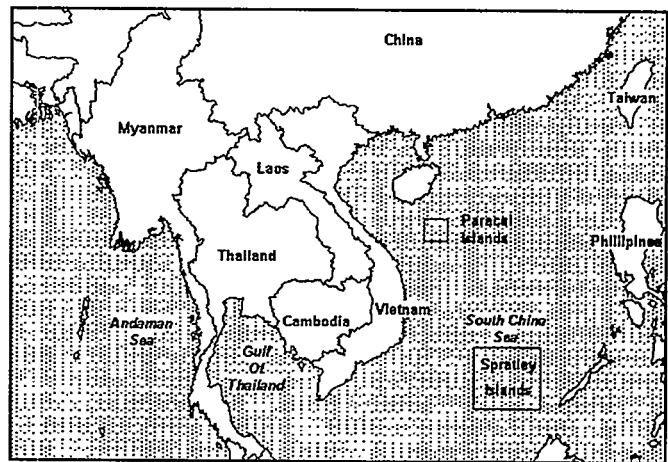 China
Taiwan
Myanmar
Laos
Paracal
Islands
Phillipines
Thailand
Vietnam
Cambodia
Andaman
Sea
South China
Sea
Gulf
Of
Thailand
Spratley
Islands